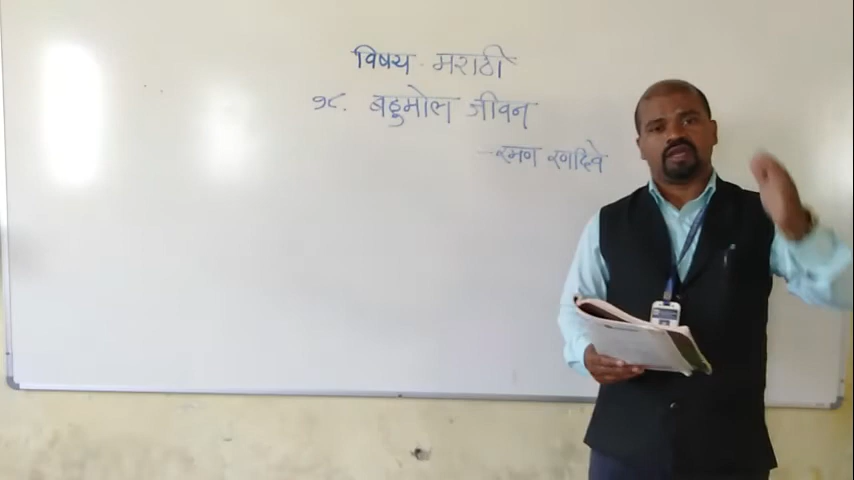 विषय - मराठी
१८. बहुमोल जीवन
- रमण रणदिवे